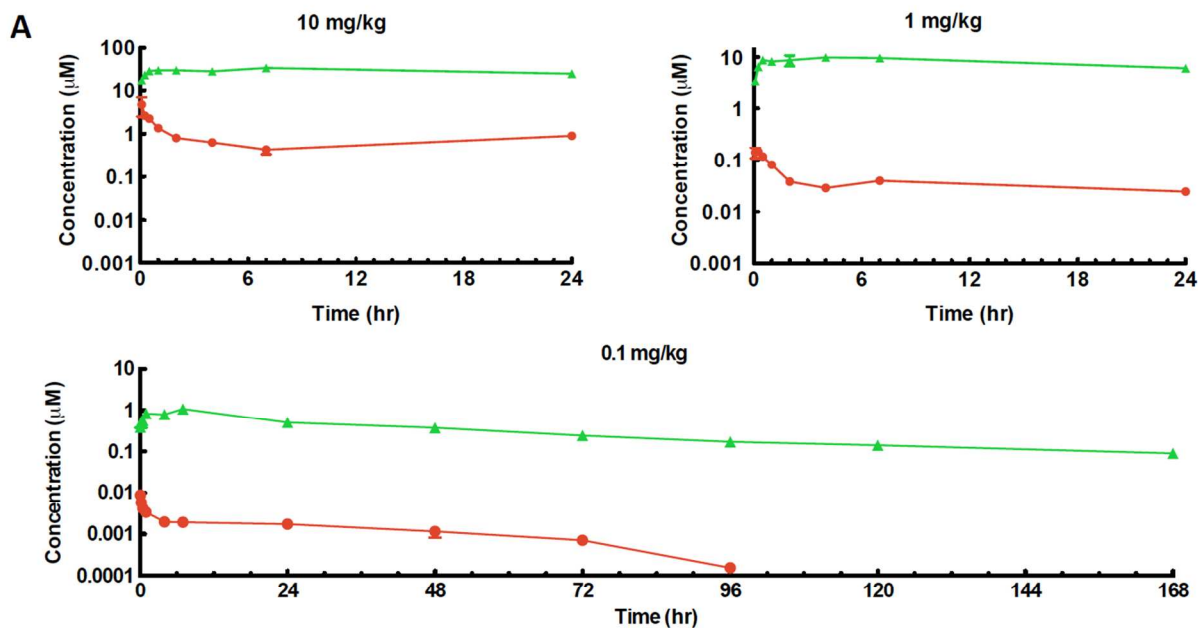 A
10 mg/kg
Concentration (μM)
100
10
1
0.1
0.01
0.001
0 6 12 18 24
Time (hr)
1 mg/kg
Concentration (μM)
10
1
0.1
0.01
0.001
0 6 12 18 24
Time (hr)
0.1 mg/kg
Concentration (μM)
10
1
0.1
0.01
0.001
0.0001
0 24 48 72 96 120 144 168
Time (hr)